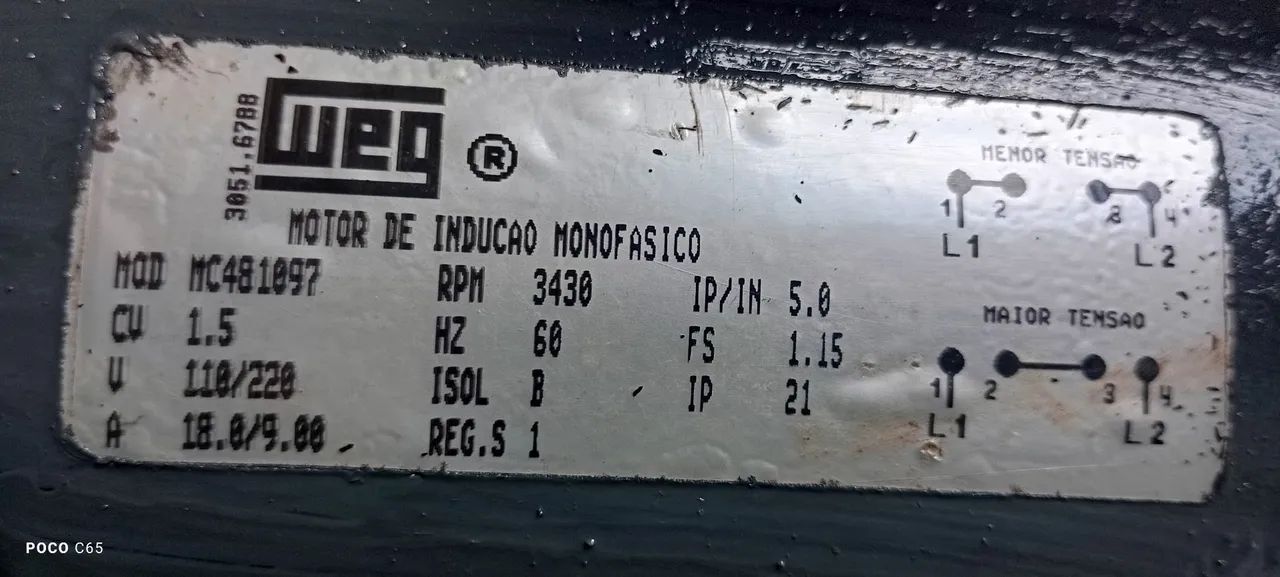 3051.6788
WEG ®
MOTOR DE INDUCAO MONOFASICO
MOD MC481097 RPM 3430 IP/IN 5.0
CV 1.5 HZ 60 FS 1.15
V 110/220 ISOL B IP 21
A 18.0/9.00 REG.S 1
MENOR TENSAO
1 2 3 4
L1 L2
MAIOR TENSAO
1 2 3 4
L1 L2
POCO C65